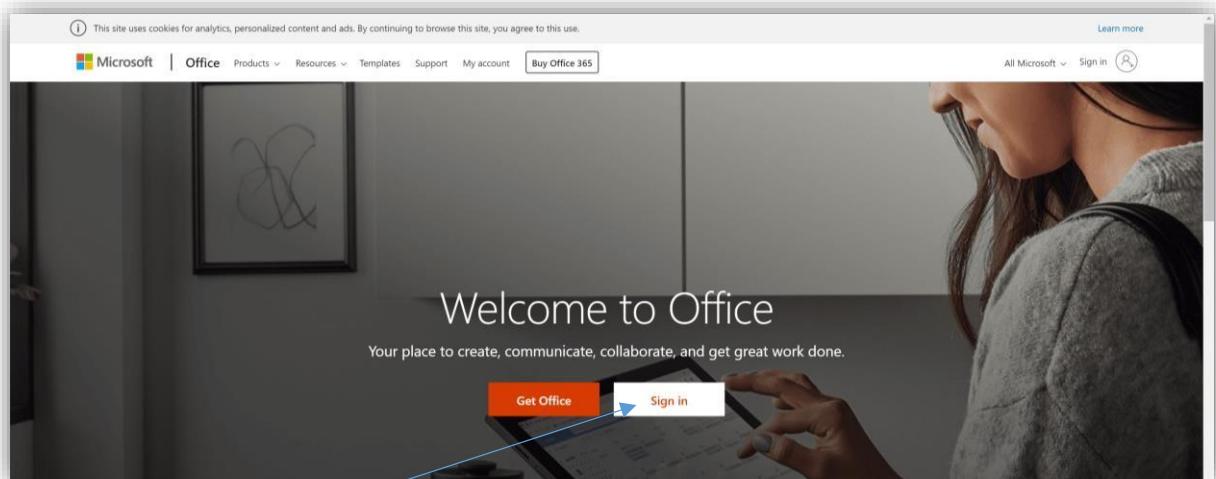 This site uses cookies for analytics, personalized content and ads. By continuing to browse this site, you agree to this use. Learn more
Microsoft Office Products Resources Templates Support My account Buy Office 365 All Microsoft Sign in
Welcome to Office
Your place to create, communicate, collaborate, and get great work done.
Get Office Sign in